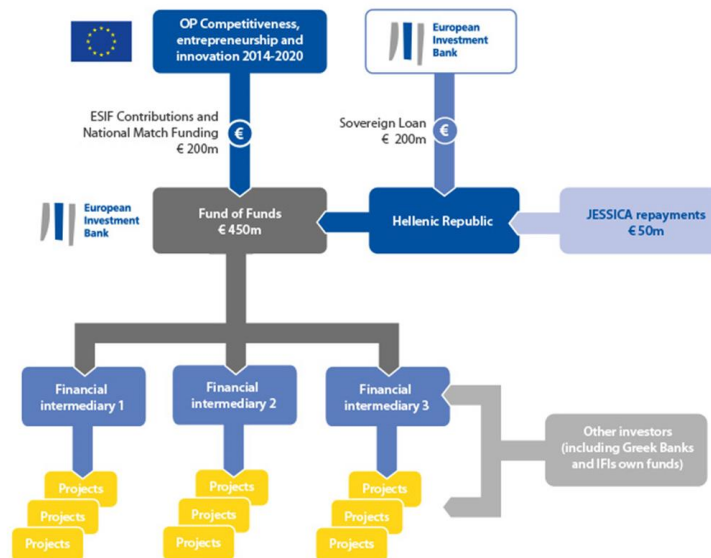 OP Competitiveness,
entrepreneurship and
innovation 2014-2020
European
Investment
Bank
ESIF Contributions and
National Match Funding
€ 200m
€
Sovereign Loan
€ 200m
€
European
Investment
Bank
Fund of Funds
€ 450m
Hellenic Republic
JESSICA repayments
€ 50m
Financial
intermediary 1
Financial
intermediary 2
Financial
intermediary 3
Other investors
(including Greek Banks
and IFIs own funds)
Projects
Projects
Projects
Projects
Projects
Projects
Projects
Projects
Projects